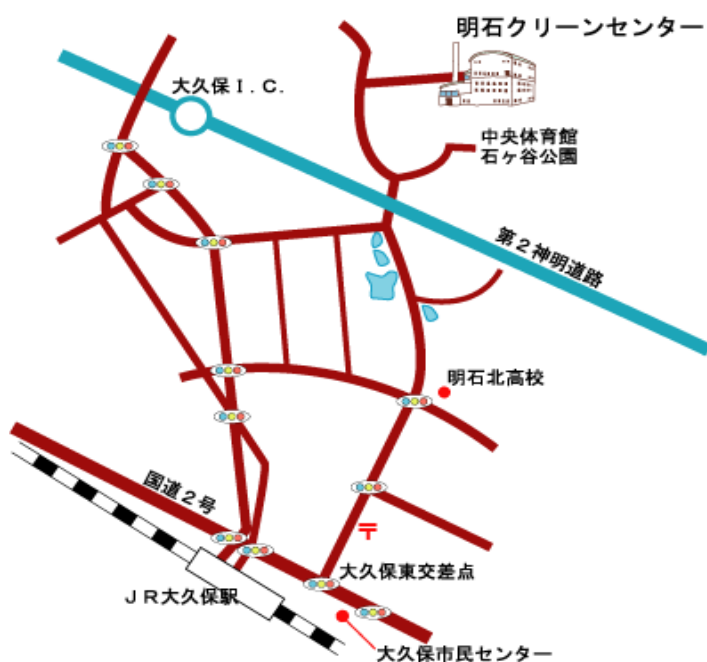 明石クリーンセンター
大久保Ⅰ.Ｃ.
中央体育館
石ヶ谷公園
第２神明道路
明石北高校
国道２号
〒
大久保東交差点
ＪＲ大久保駅
大久保市民センター